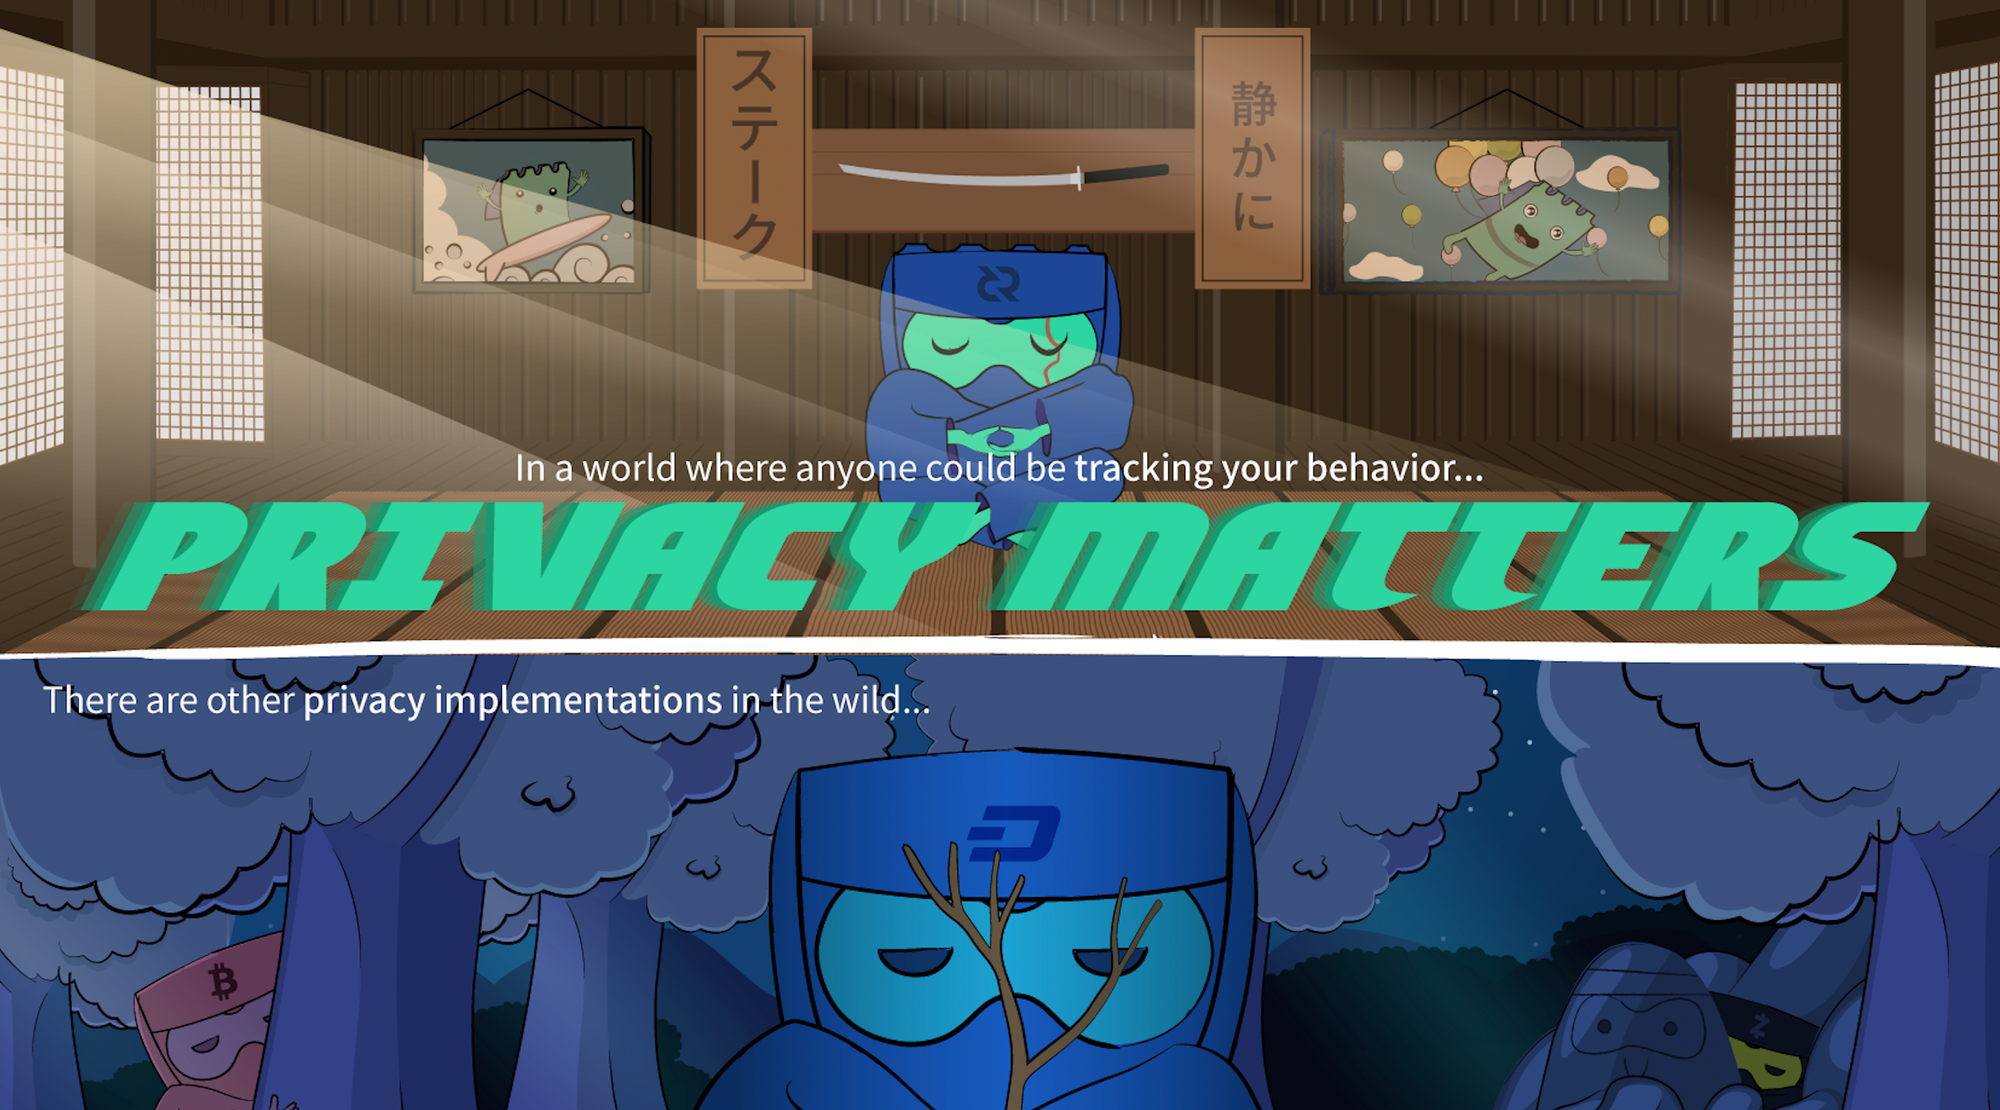 ステーク
静かに
In a world where anyone could be tracking your behavior...
PRIVACY MATTERS
There are other privacy implementations in the wild...